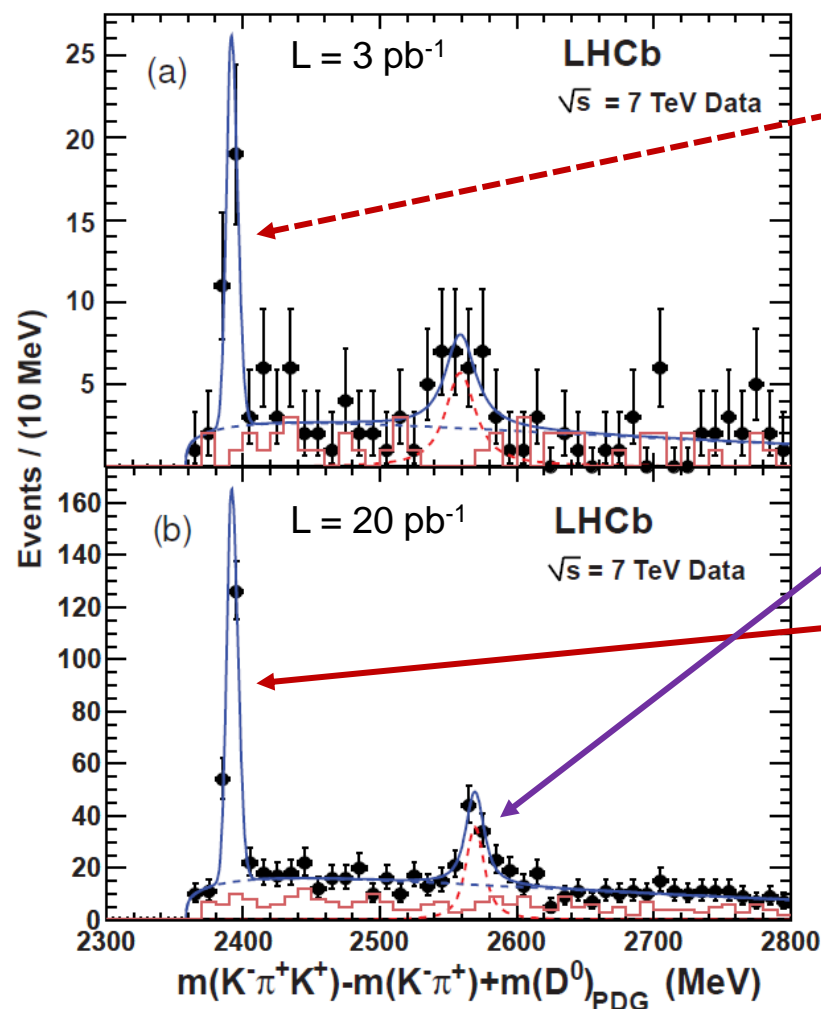 (a) L = 3 pb⁻¹ LHCb
√s = 7 TeV Data
25
20
15
10
5
Events / (10 MeV)
(b) L = 20 pb⁻¹ LHCb
√s = 7 TeV Data
160
140
120
100
80
60
40
20
0
2300 2400 2500 2600 2700 2800
m(K⁻π⁺K⁺)-m(K⁻π⁺)+m(D⁰)PDG (MeV)